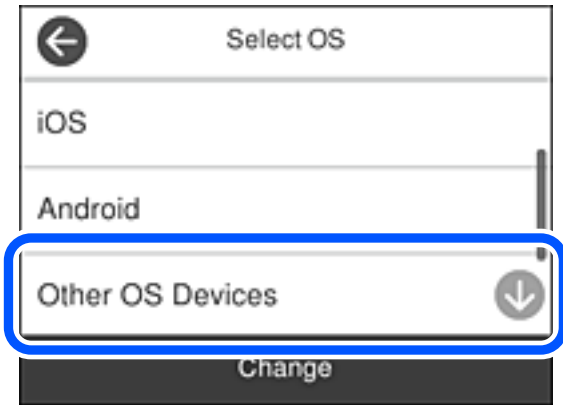 Select OS
iOS
Android
Other OS Devices
Change